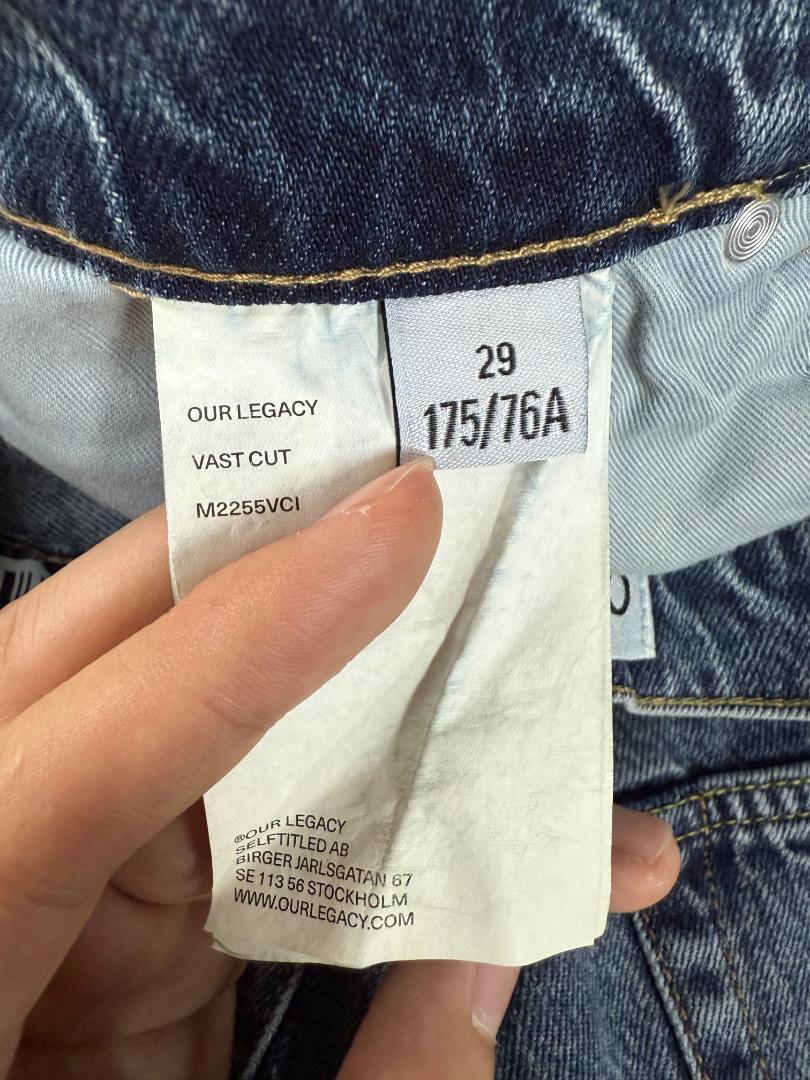 29
175/76A
OUR LEGACY
VAST CUT
M2255VCI
®OUR LEGACY
SELFTITLED AB
BIRGER JARLSGATAN 67
SE 113 56 STOCKHOLM
WWW.OURLEGACY.COM